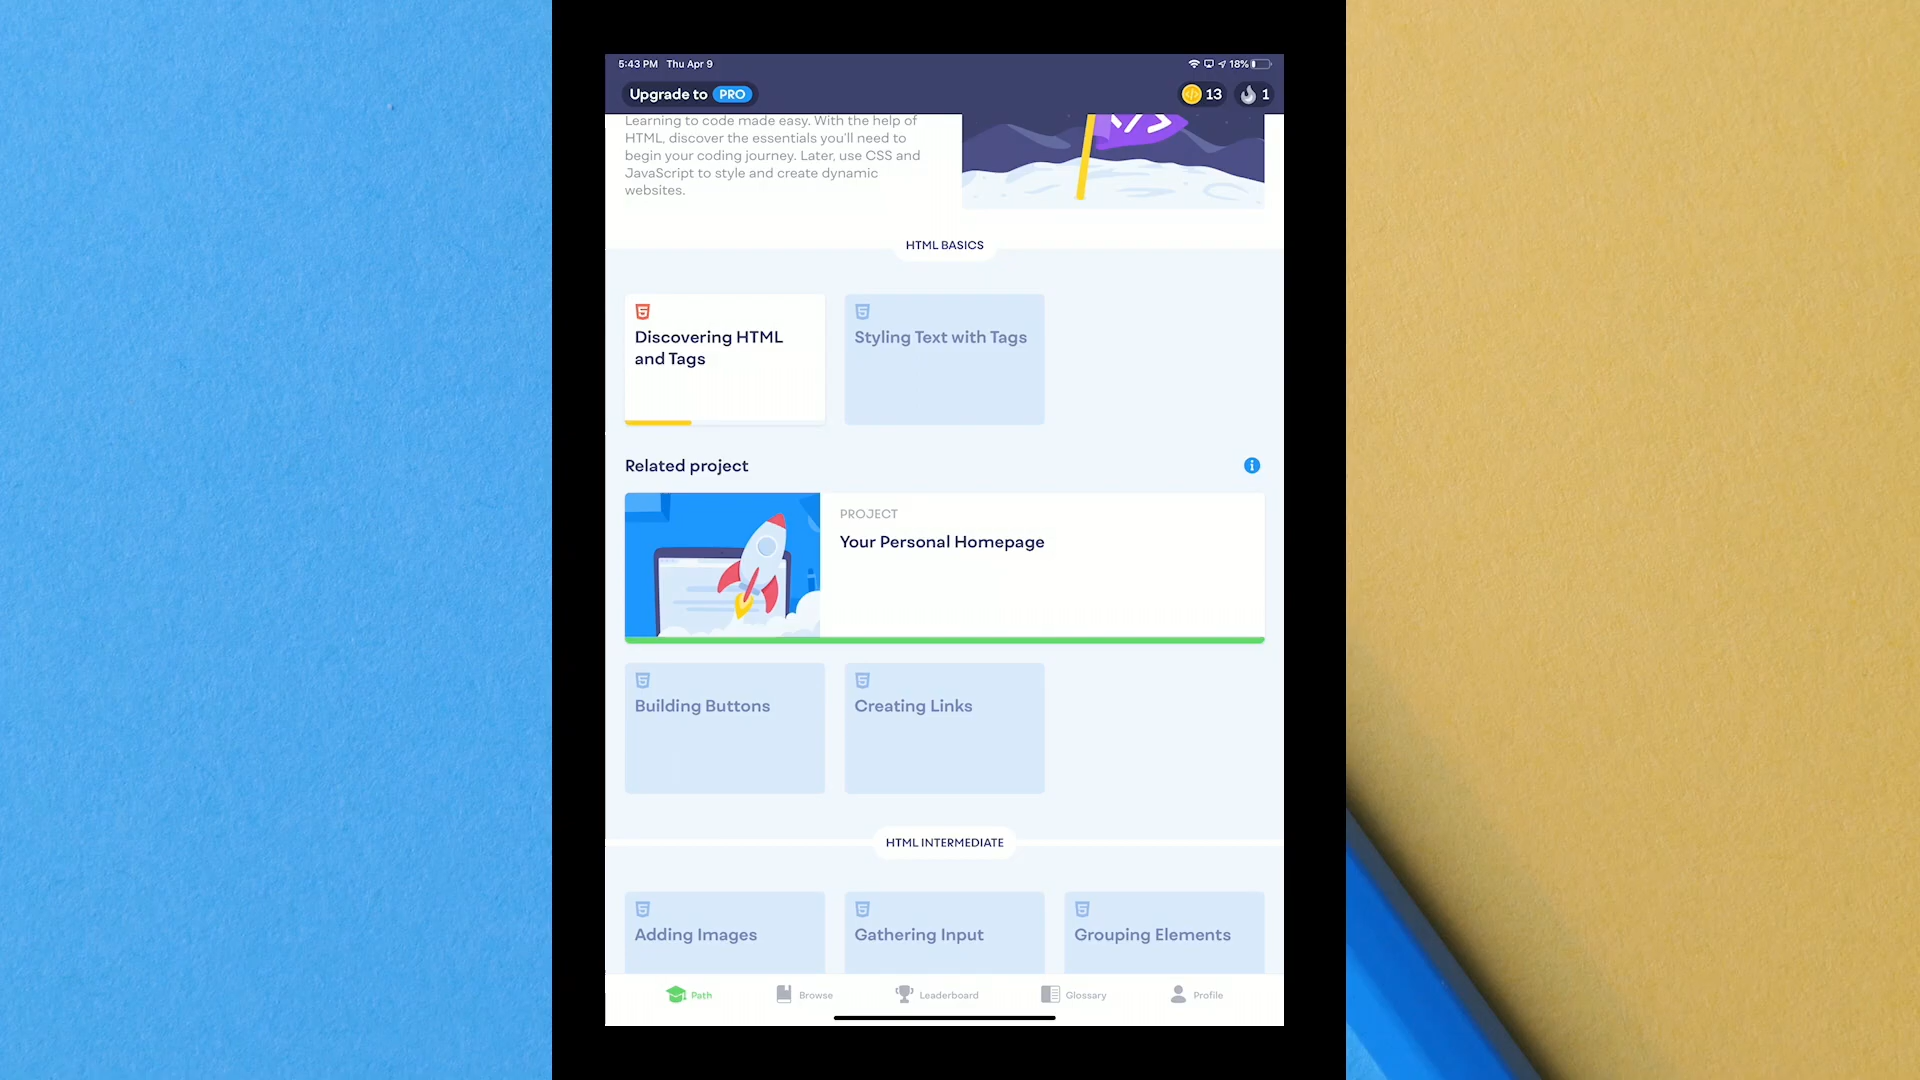 5:43 PM Thu Apr 9
18%
Upgrade to PRO
13
1
Learning to code made easy. With the help of
HTML, discover the essentials you'll need to
begin your coding journey. Later, use CSS and
JavaScript to style and create dynamic
websites.
</>
HTML BASICS
Discovering HTML
and Tags
Styling Text with Tags
Related project
PROJECT
Your Personal Homepage
Building Buttons
Creating Links
HTML INTERMEDIATE
Adding Images
Gathering Input
Grouping Elements
Path
Browse
Leaderboard
Glossary
Profile